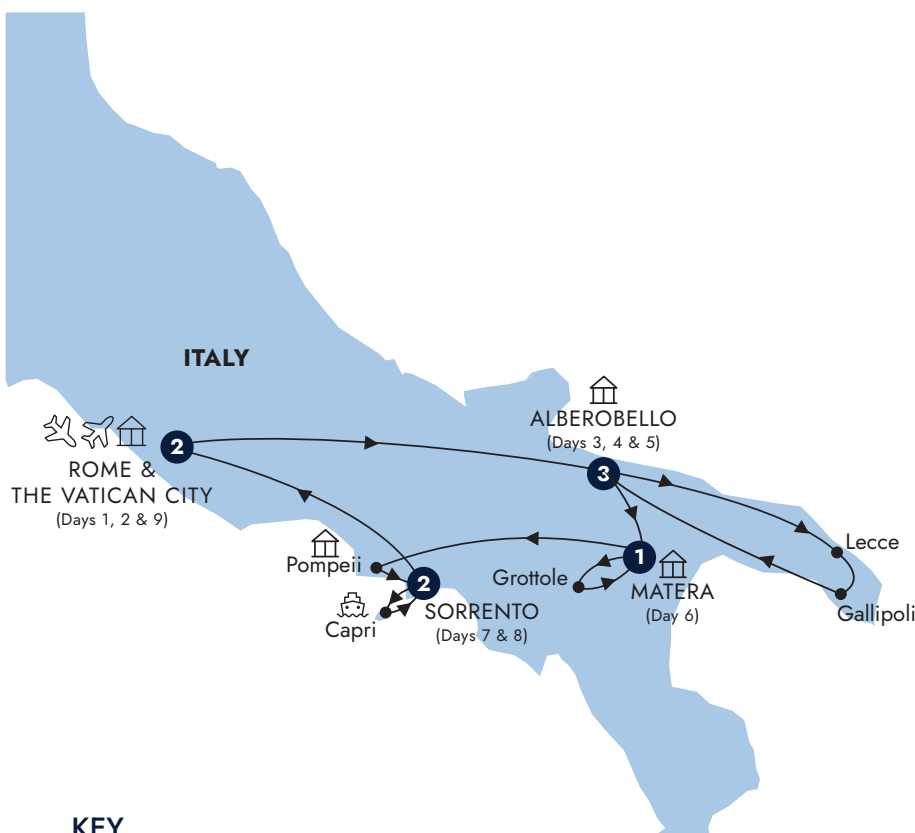 ITALY
ALBEROBELLO
(Days 3, 4 & 5)
2
ROME &
THE VATICAN CITY
(Days 1, 2 & 9)
3
Lecce
Gallipoli
1
MATERA
(Day 6)
Grottole
Pompeii
2
SORRENTO
(Days 7 & 8)
Capri
KEY